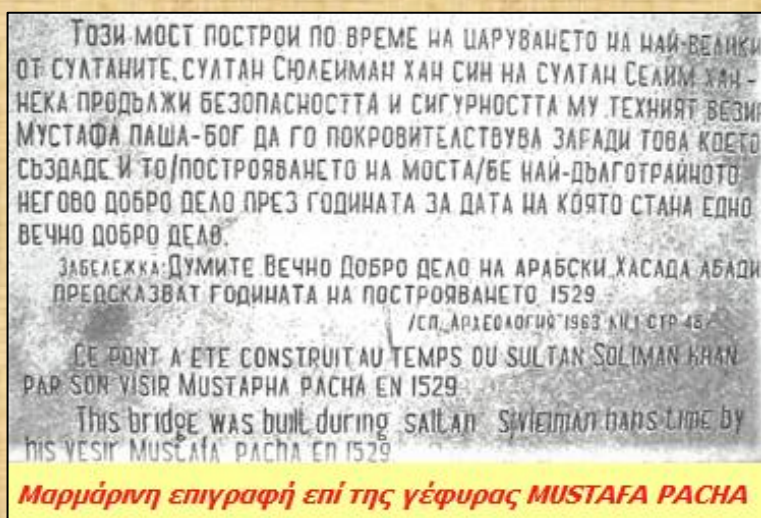 ТОЗИ МОСТ ПОСТРОИ ПО ВРЕМЕ НА ЦАРУВАНЕТО НА НАЙ-ВЕЛИКИ
ОТ СУЛТАНИТЕ, СУЛТАН СЮЛЕЙМАН ХАН СИН НА СУЛТАН СЕЛИМ ХАН -
НЕКА ПРОДЪЛЖИ БЕЗОПАСНОСТТА И СИГУРНОСТТА МУ ТЕХНИЯТ ВЕЗИР
МУСТАФА ПАША-БОГ ДА ГО ПОКРОВИТЕЛСТВУВА ЗАРАДИ ТОВА КОЕТО
СЪЗДАДЕ И ТО/ПОСТРОЯВАНЕТО НА МОСТА/БЕ НАЙ-ДЪЛГОТРАЙНОТО
НЕГОВО ДОБРО ДЕЛО ПРЕЗ ГОДИНАТА ЗА ДАТА НА КОЯТО СТАНА ЕДНО
ВЕЧНО ДОБРО ДЕЛО.
ЗАБЕЛЕЖКА: ДУМИТЕ ВЕЧНО ДОБРО ДЕЛО НА АРАБСКИ ХАСАДА АБАДИ
ПРЕДСКАЗВАТ ГОДИНАТА НА ПОСТРОЯВАНЕТО 1529
/СП. АРХЕОЛОГИЯ 1963 КН.1 СТР 48/
CE PONT A ETE CONSTRUIT AU TEMPS DU SULTAN SOLIMAN KHAN
PAR SON VISIR MUSTAPHA PACHA EN 1529
This bridge was built during saltan hans time by
his vesir Mustafa pacha en 1529
Μαρμάρινη επιγραφή επί της γέφυρας MUSTAFA PACHA